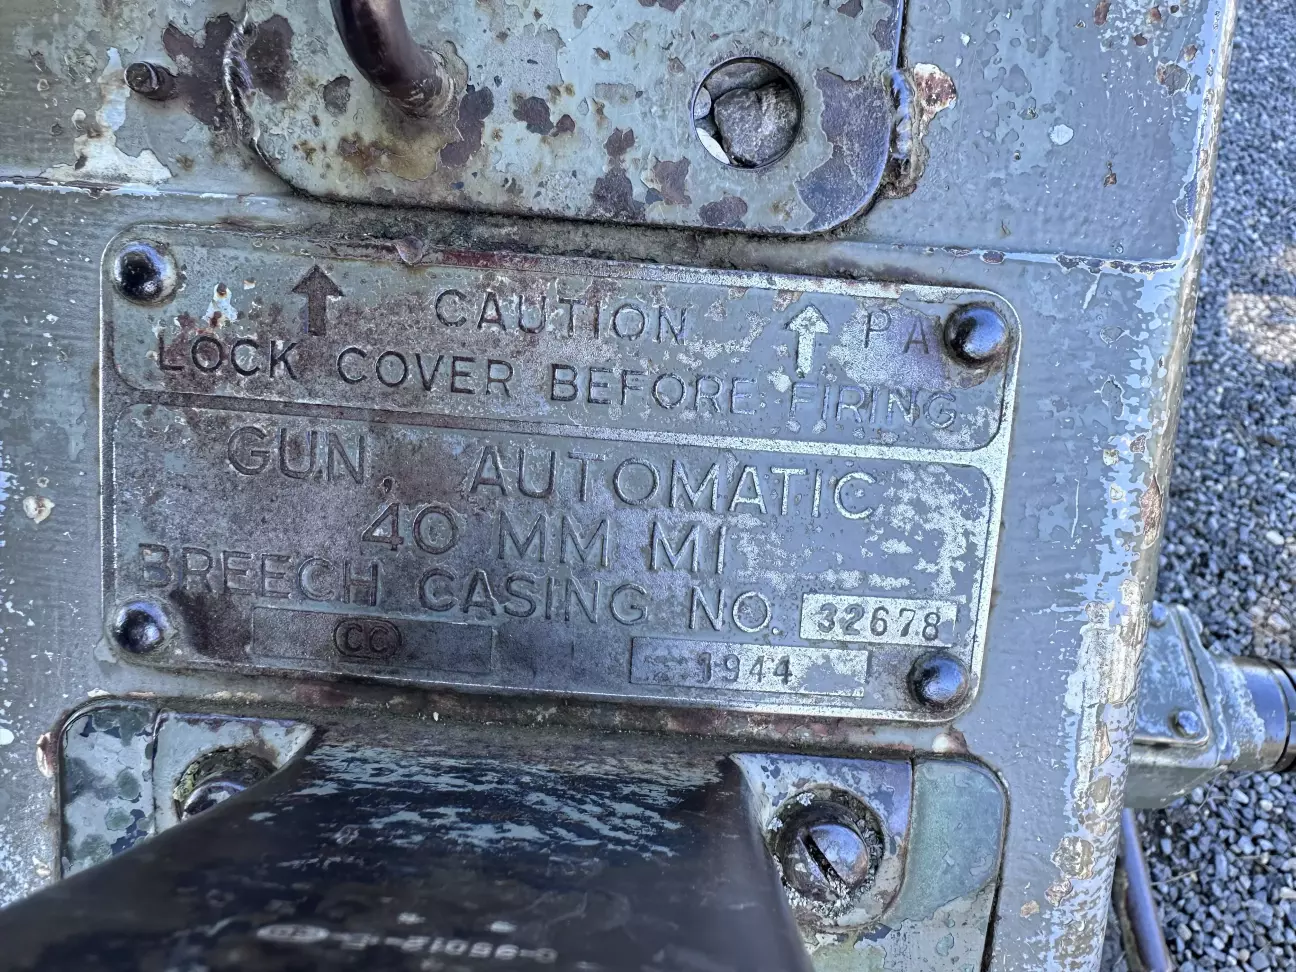 CAUTION PA
LOCK COVER BEFORE FIRING
GUN, AUTOMATIC
40 MM M1
BREECH CASING NO. 32678
CC 1944